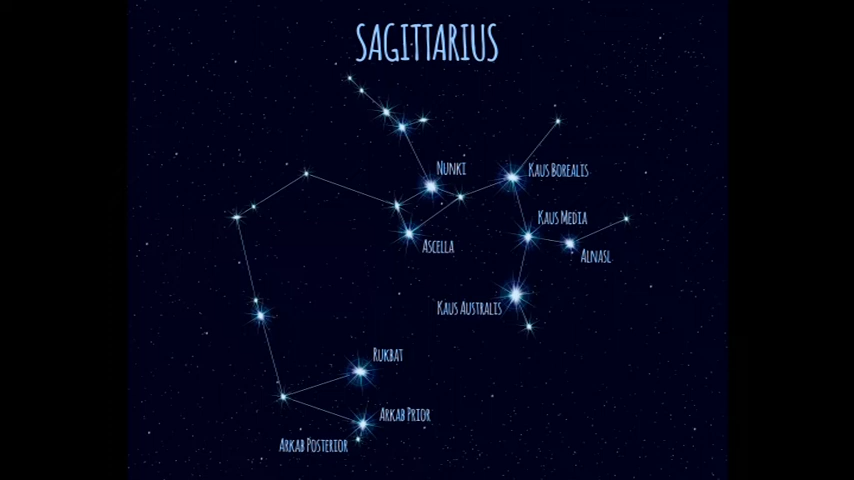 SAGITTARIUS
NUNKI
KAUS BOREALIS
KAUS MEDIA
ASCELLA
ALNASL
KAUS AUSTRALIS
RUKBAT
ARKAB PRIOR
ARKAB POSTERIOR